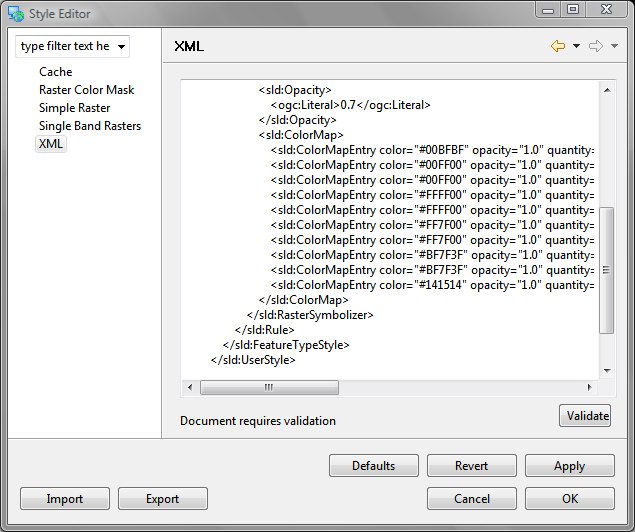 Style Editor
type filter text he
Cache
Raster Color Mask
Simple Raster
Single Band Rasters
XML
XML
<sld:Opacity>
<ogc:Literal>0.7</ogc:Literal>
</sld:Opacity>
<sld:ColorMap>
<sld:ColorMapEntry color="#00BFBF" opacity="1.0" quantity=
<sld:ColorMapEntry color="#00FF00" opacity="1.0" quantity=
<sld:ColorMapEntry color="#00FF00" opacity="1.0" quantity=
<sld:ColorMapEntry color="#FFFF00" opacity="1.0" quantity=
<sld:ColorMapEntry color="#FFFF00" opacity="1.0" quantity=
<sld:ColorMapEntry color="#FF7F00" opacity="1.0" quantity=
<sld:ColorMapEntry color="#FF7F00" opacity="1.0" quantity=
<sld:ColorMapEntry color="#BF7F3F" opacity="1.0" quantity=
<sld:ColorMapEntry color="#BF7F3F" opacity="1.0" quantity=
<sld:ColorMapEntry color="#141514" opacity="1.0" quantity=
</sld:ColorMap>
</sld:RasterSymbolizer>
</sld:Rule>
</sld:FeatureTypeStyle>
</sld:UserStyle>
Document requires validation
Validate
Defaults
Revert
Apply
Import
Export
Cancel
OK